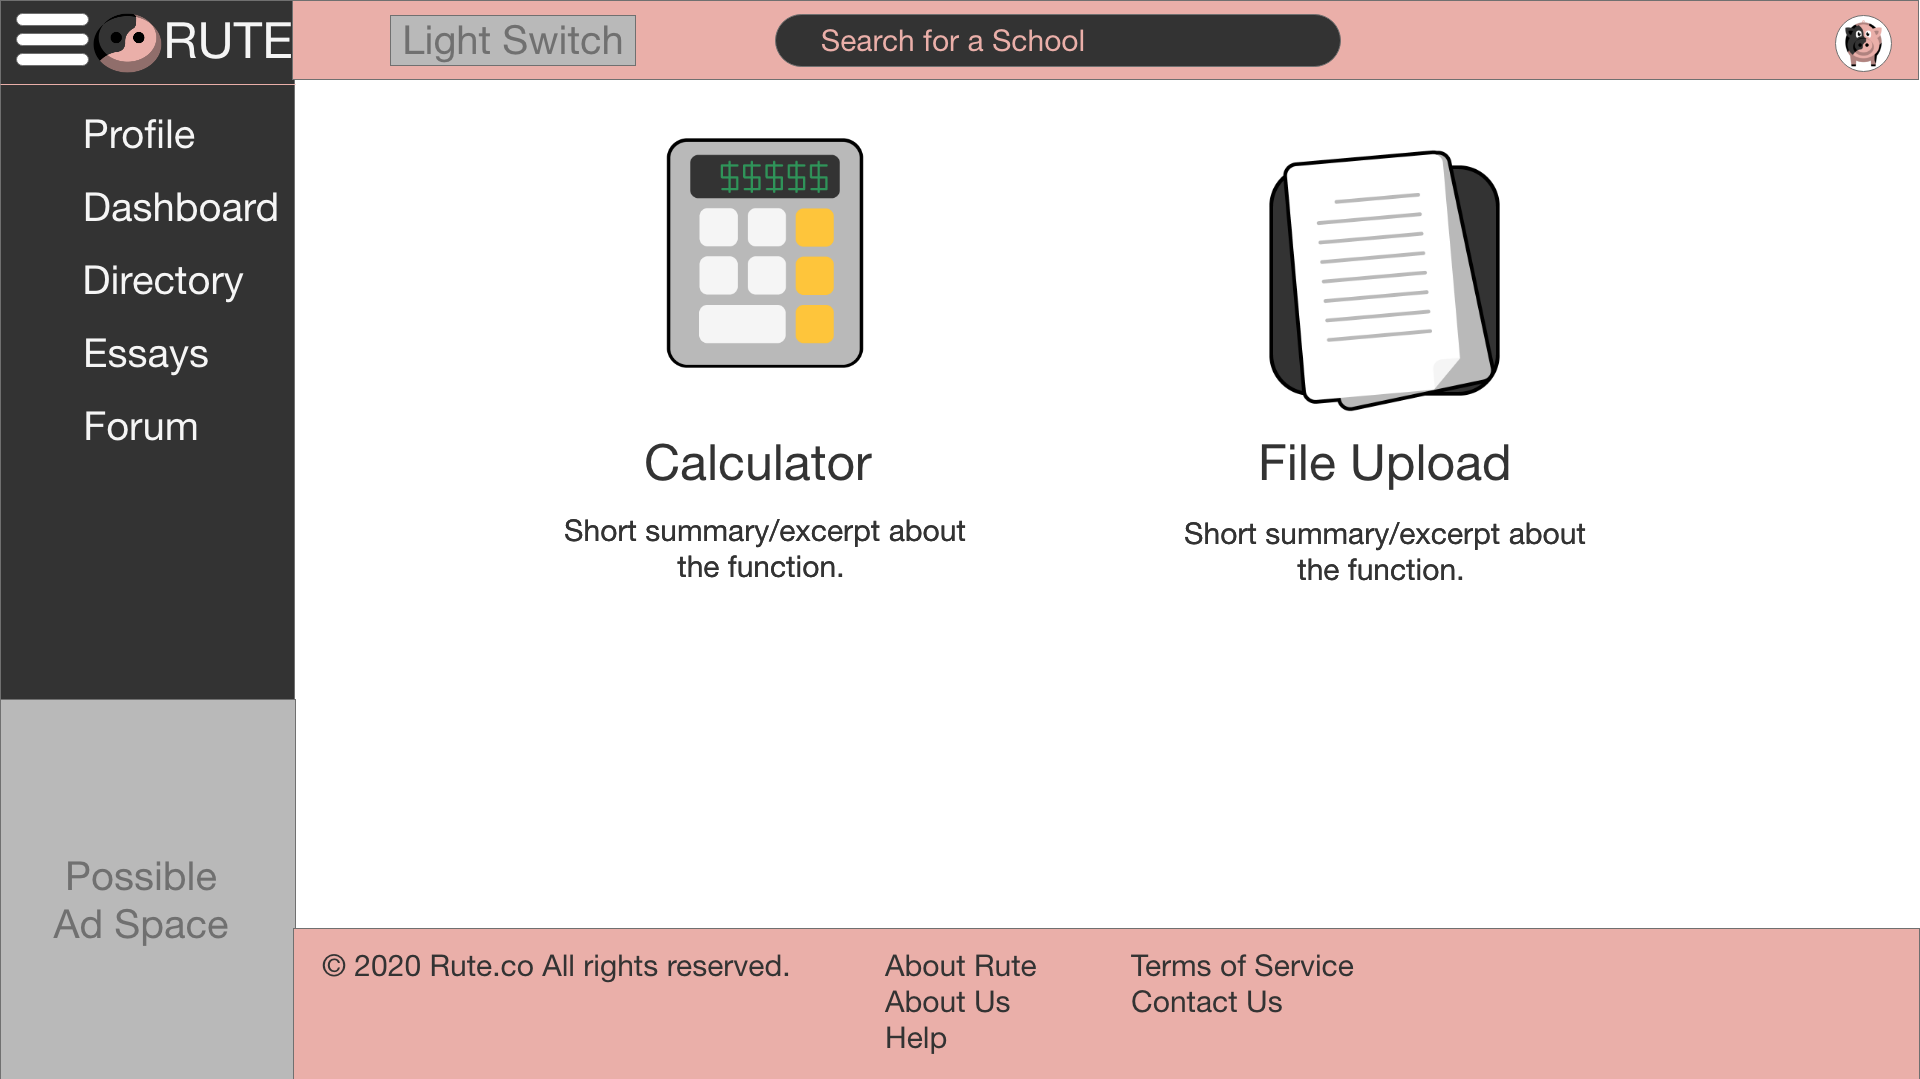 RUTE
Light Switch
Search for a School
Profile
Dashboard
Directory
Essays
Forum
$$$$$
Calculator
Short summary/excerpt about
the function.
File Upload
Short summary/excerpt about
the function.
Possible
Ad Space
© 2020 Rute.co All rights reserved.
About Rute
About Us
Help
Terms of Service
Contact Us